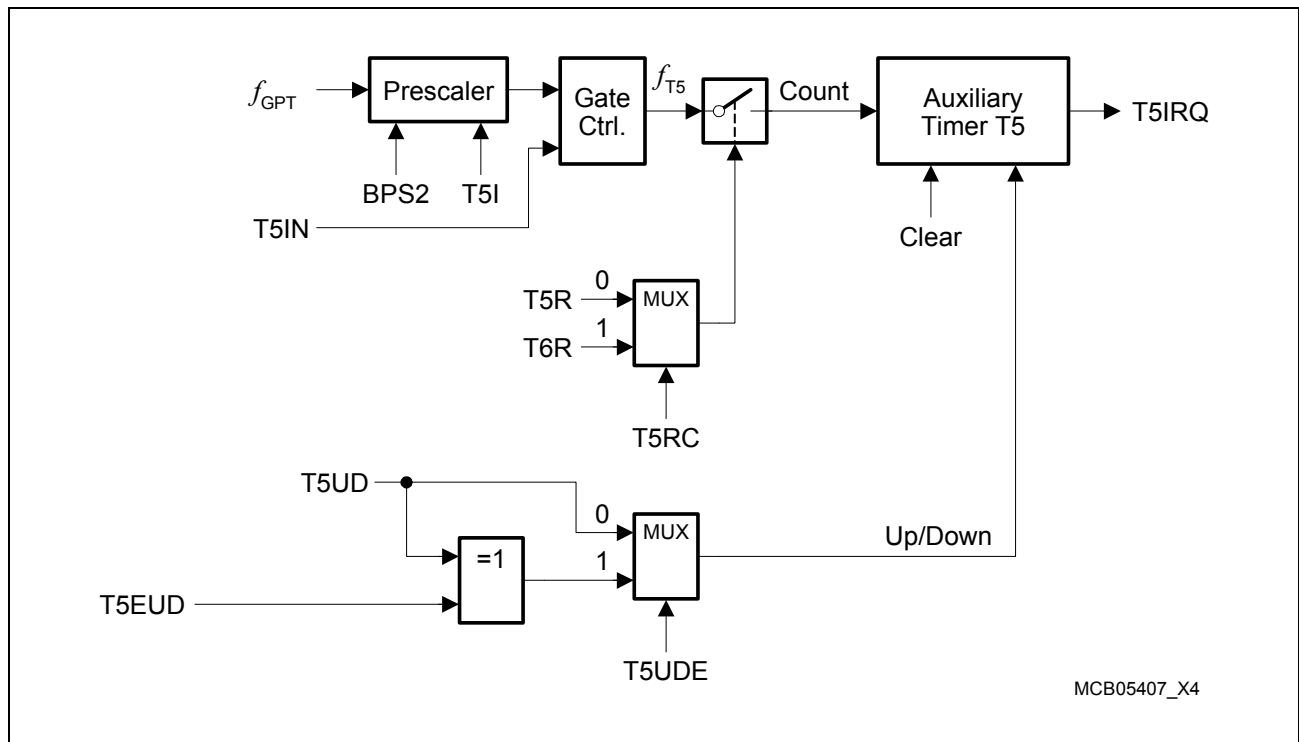 fGPT
Prescaler
Gate
Ctrl.
fT5
Count
Auxiliary
Timer T5
T5IRQ
BPS2
T5I
T5IN
Clear
T5R
0
MUX
T6R
1
T5RC
T5UD
0
MUX
Up/Down
=1
1
T5EUD
T5UDE
MCB05407_X4